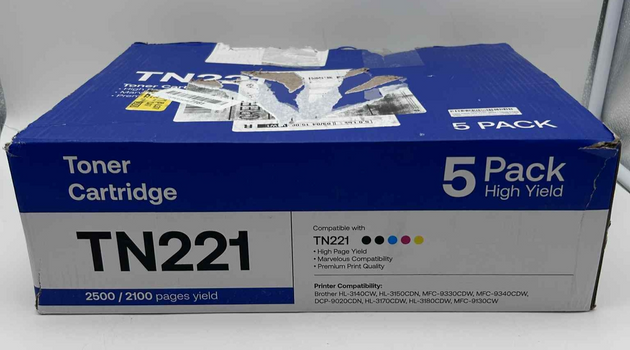 TN221
Toner
5 PACK
Toner
Cartridge
5 Pack
High Yield
TN221
2500 / 2100 pages yield
Compatible with
TN221
• High Page Yield
• Marvelous Compatibility
• Premium Print Quality
Printer Compatibility:
Brother HL-3140CW, HL-3150CDN, MFC-9330CDW, MFC-9340CDW,
DCP-9020CDN, HL-3170CDW, HL-3180CDW, MFC-9130CW